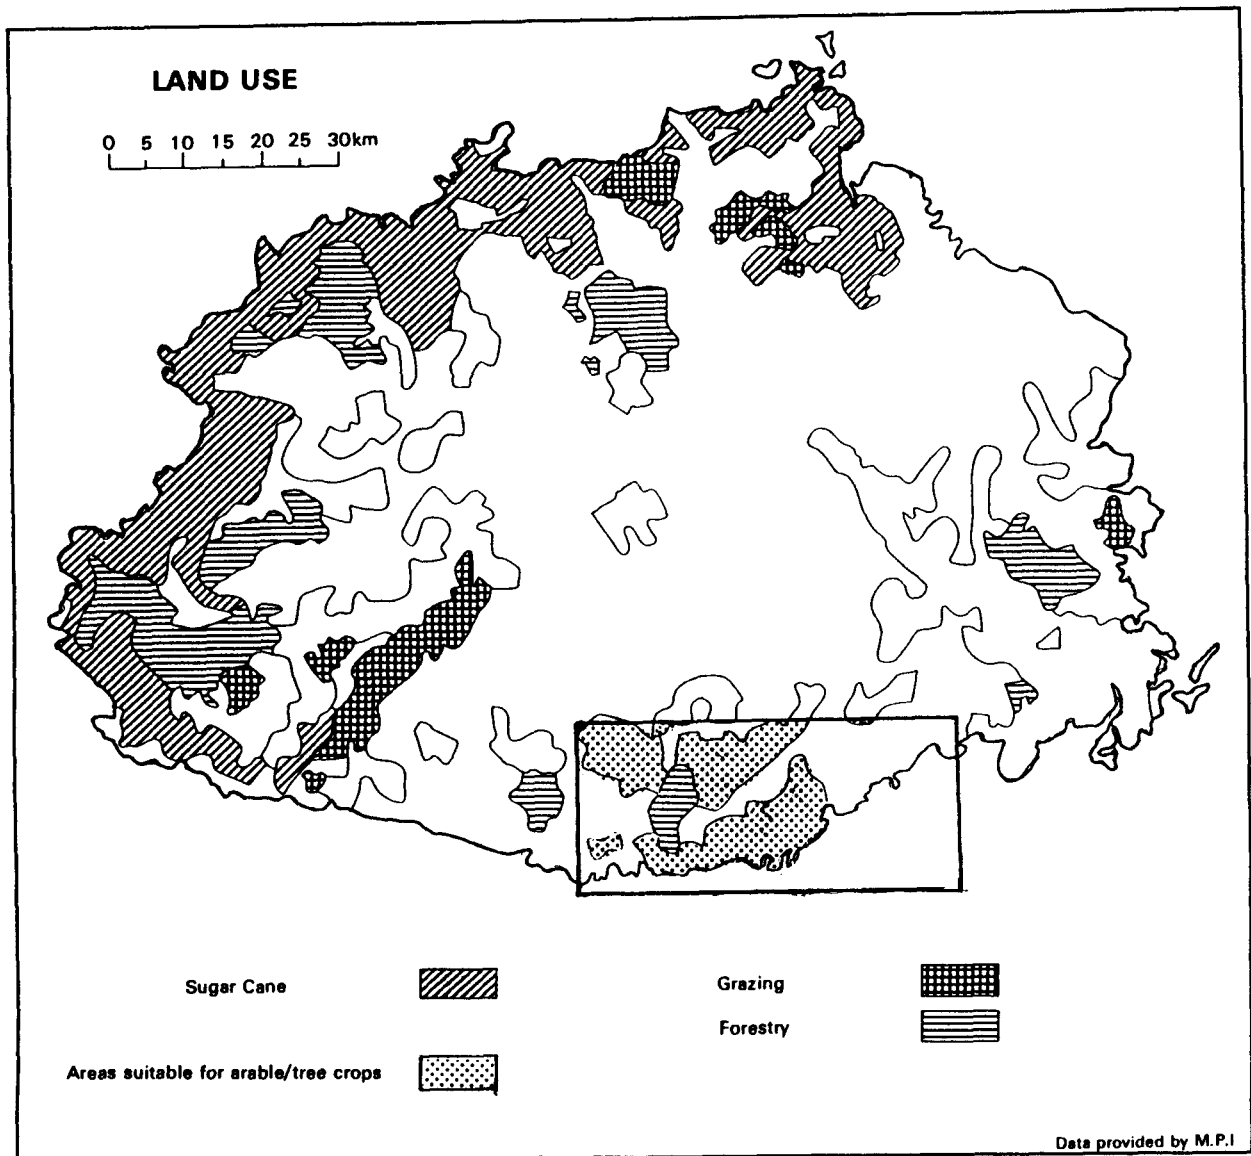 LAND USE
0 5 10 15 20 25 30km
Sugar Cane
Grazing
Forestry
Areas suitable for arable/tree crops
Data provided by M.P.I